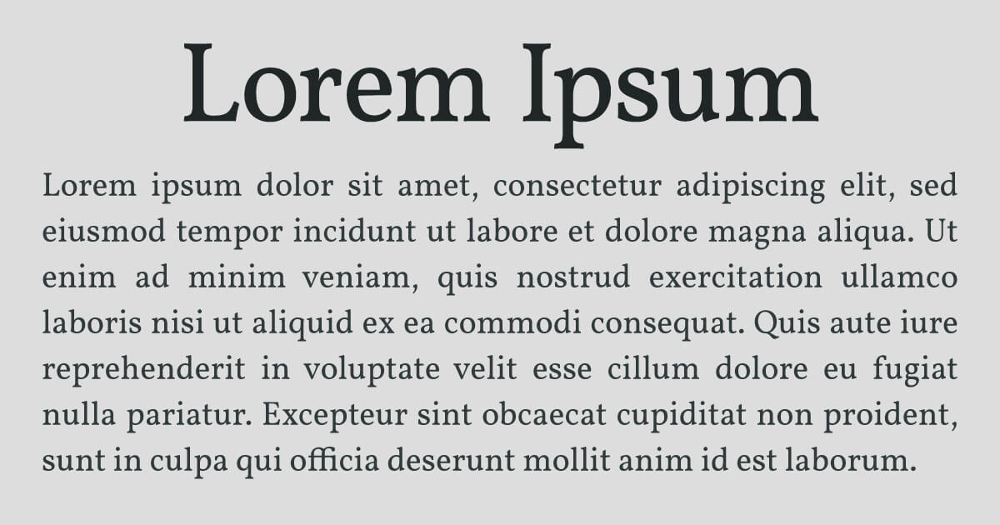 Lorem Ipsum
Lorem ipsum dolor sit amet, consectetur adipiscing elit, sed
eiusmod tempor incidunt ut labore et dolore magna aliqua. Ut
enim ad minim veniam, quis nostrud exercitation ullamco
laboris nisi ut aliquid ex ea commodi consequat. Quis aute iure
reprehenderit in voluptate velit esse cillum dolore eu fugiat
nulla pariatur. Excepteur sint obcaecat cupiditat non proident,
sunt in culpa qui officia deserunt mollit anim id est laborum.